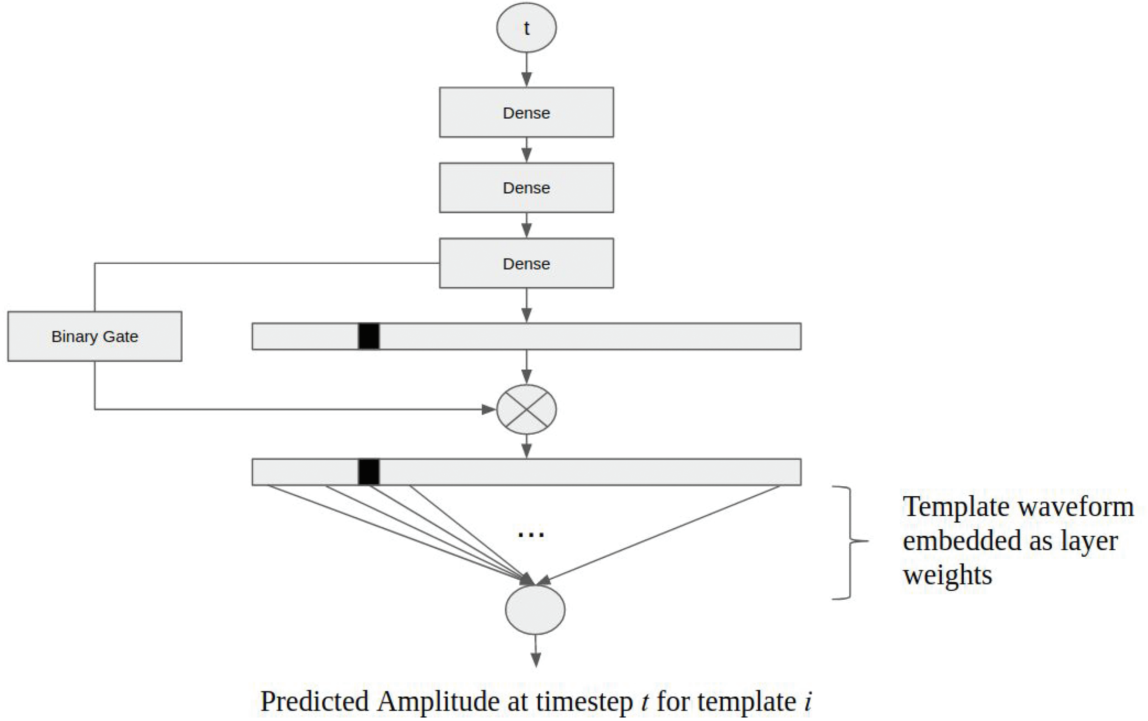 t
Dense
Dense
Dense
Binary Gate
...
Template waveform
embedded as layer
weights
Predicted Amplitude at timestep t for template i